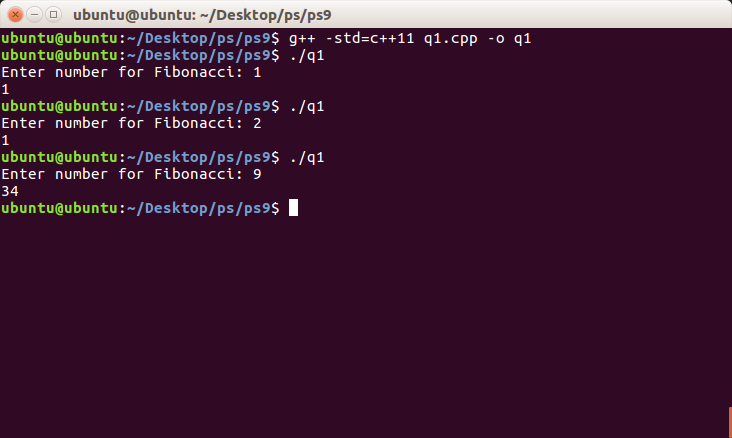 ubuntu@ubuntu: ~/Desktop/ps/ps9
ubuntu@ubuntu:~/Desktop/ps/ps9$ g++ -std=c++11 q1.cpp -o q1
ubuntu@ubuntu:~/Desktop/ps/ps9$ ./q1
Enter number for Fibonacci: 1
1
ubuntu@ubuntu:~/Desktop/ps/ps9$ ./q1
Enter number for Fibonacci: 2
1
ubuntu@ubuntu:~/Desktop/ps/ps9$ ./q1
Enter number for Fibonacci: 9
34
ubuntu@ubuntu:~/Desktop/ps/ps9$